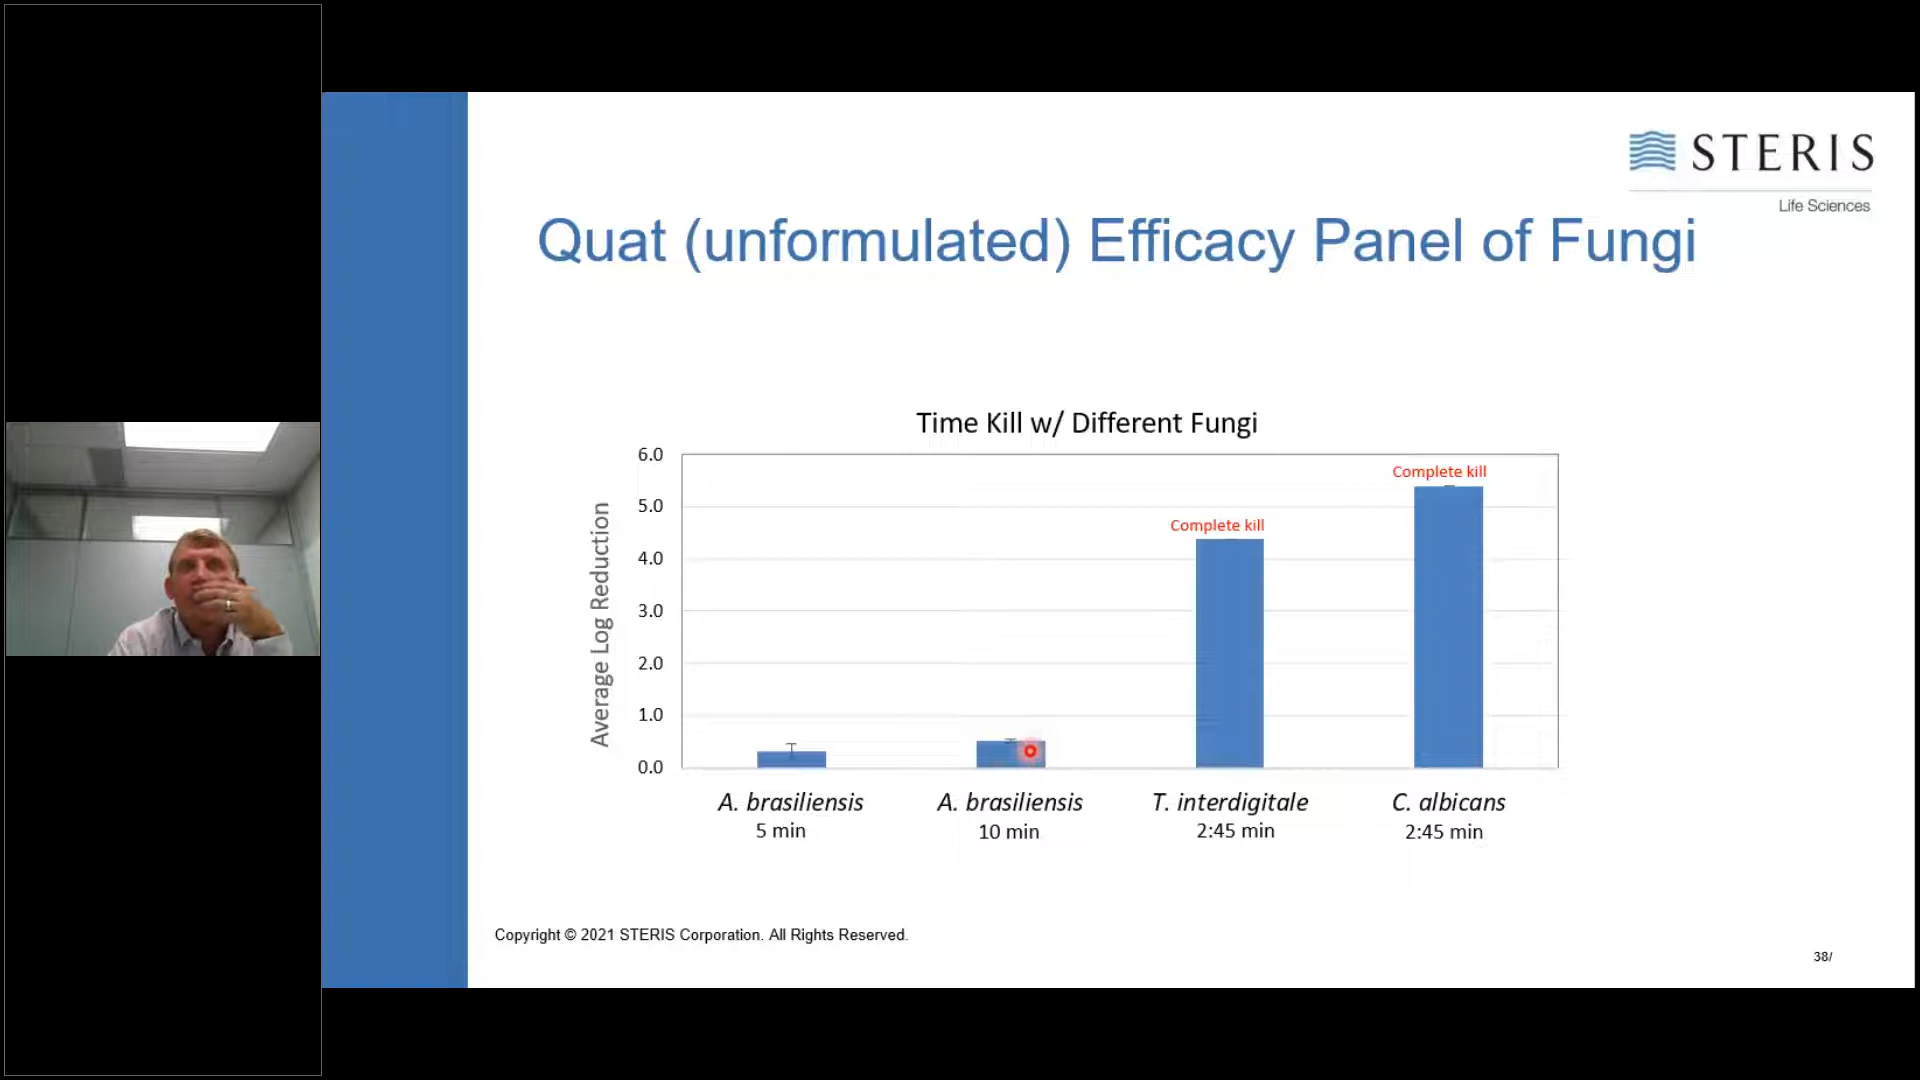 STERIS
Life Sciences
Quat (unformulated) Efficacy Panel of Fungi
Time Kill w/ Different Fungi
Average Log Reduction
6.0
5.0
4.0
3.0
2.0
1.0
0.0
Complete kill
Complete kill
A. brasiliensis
5 min
A. brasiliensis
10 min
T. interdigitale
2:45 min
C. albicans
2:45 min
Copyright © 2021 STERIS Corporation. All Rights Reserved.
38/